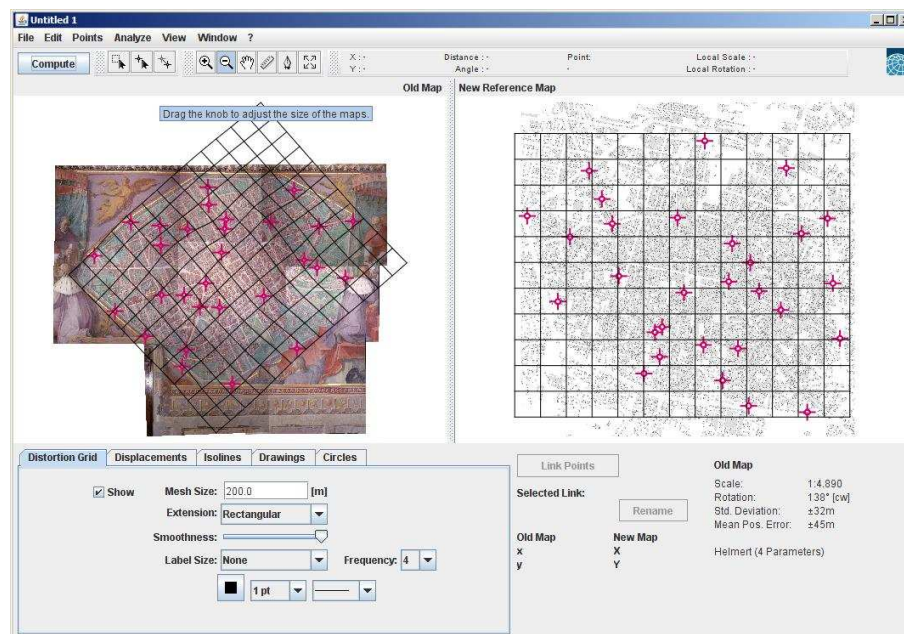 Untitled 1
File Edit Points Analyze View Window ?
Compute
X : - Distance : - Point: Local Scale : -
Y : - Angle : - - Local Rotation : -
Old Map New Reference Map
Drag the knob to adjust the size of the maps.
Distortion Grid Displacements Isolines Drawings Circles
Show Mesh Size: 200.0 [m]
Extension: Rectangular
Smoothness:
Label Size: None Frequency: 4
1 pt
Link Points
Selected Link:
Rename
Old Map New Map
x X
y Y
Old Map
Scale: 1:4.890
Rotation: 138° [cw]
Std. Deviation: ±32m
Mean Pos. Error: ±45m
Helmert (4 Parameters)